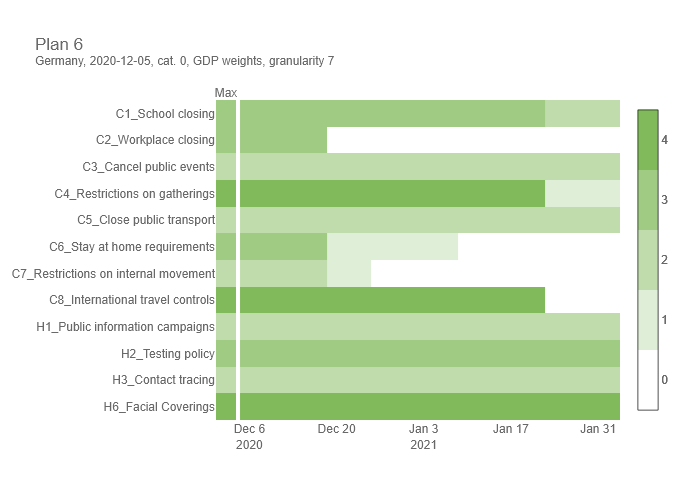 Plan 6
Germany, 2020-12-05, cat. 0, GDP weights, granularity 7
Max
C1_School closing
C2_Workplace closing
C3_Cancel public events
C4_Restrictions on gatherings
C5_Close public transport
C6_Stay at home requirements
C7_Restrictions on internal movement
C8_International travel controls
H1_Public information campaigns
H2_Testing policy
H3_Contact tracing
H6_Facial Coverings
Dec 6 Dec 20 Jan 3 Jan 17 Jan 31
2020 2021
4
3
2
1
0